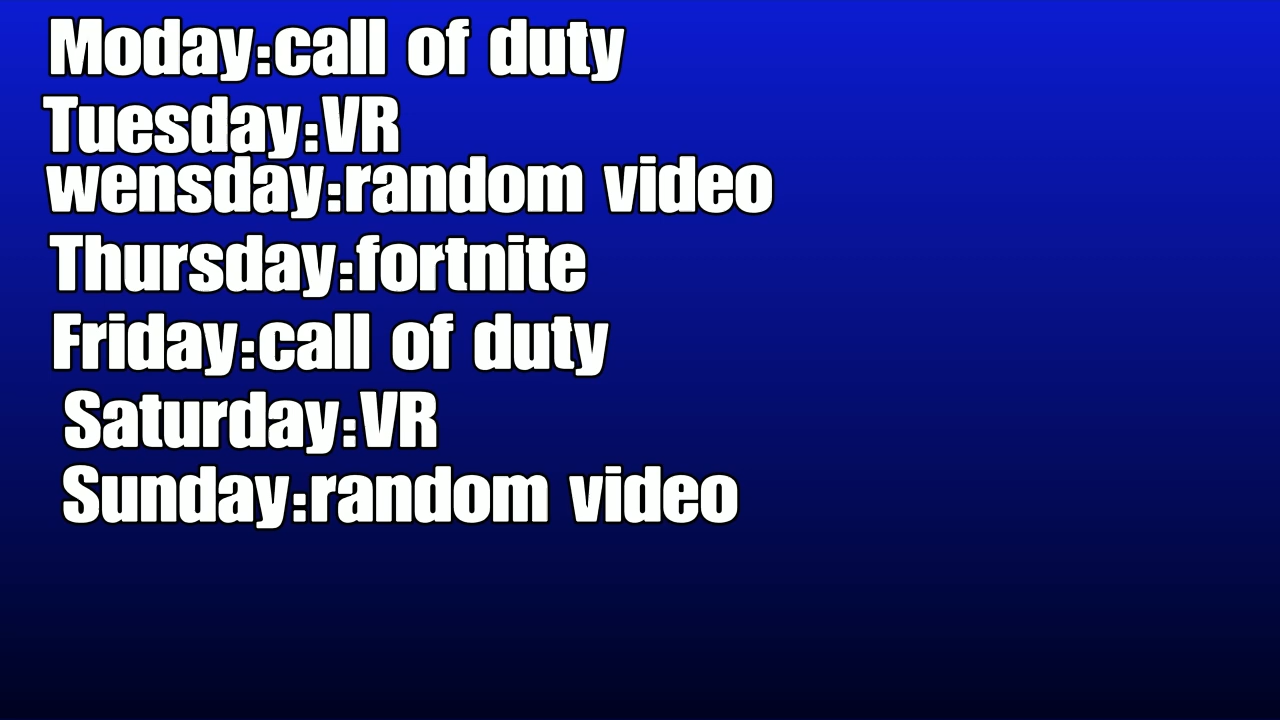 Moday:call of duty
Tuesday:VR
wensday:random video
Thursday:fortnite
Friday:call of duty
Saturday:VR
Sunday:random video